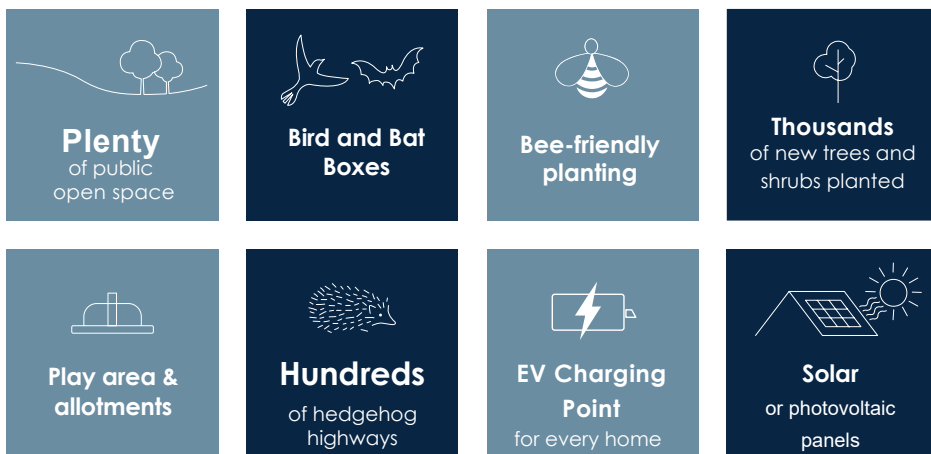 Plenty
of public
open space
Bird and Bat
Boxes
Bee-friendly
planting
Thousands
of new trees and
shrubs planted
Play area &
allotments
Hundreds
of hedgehog
highways
EV Charging
Point
for every home
Solar
or photovoltaic
panels